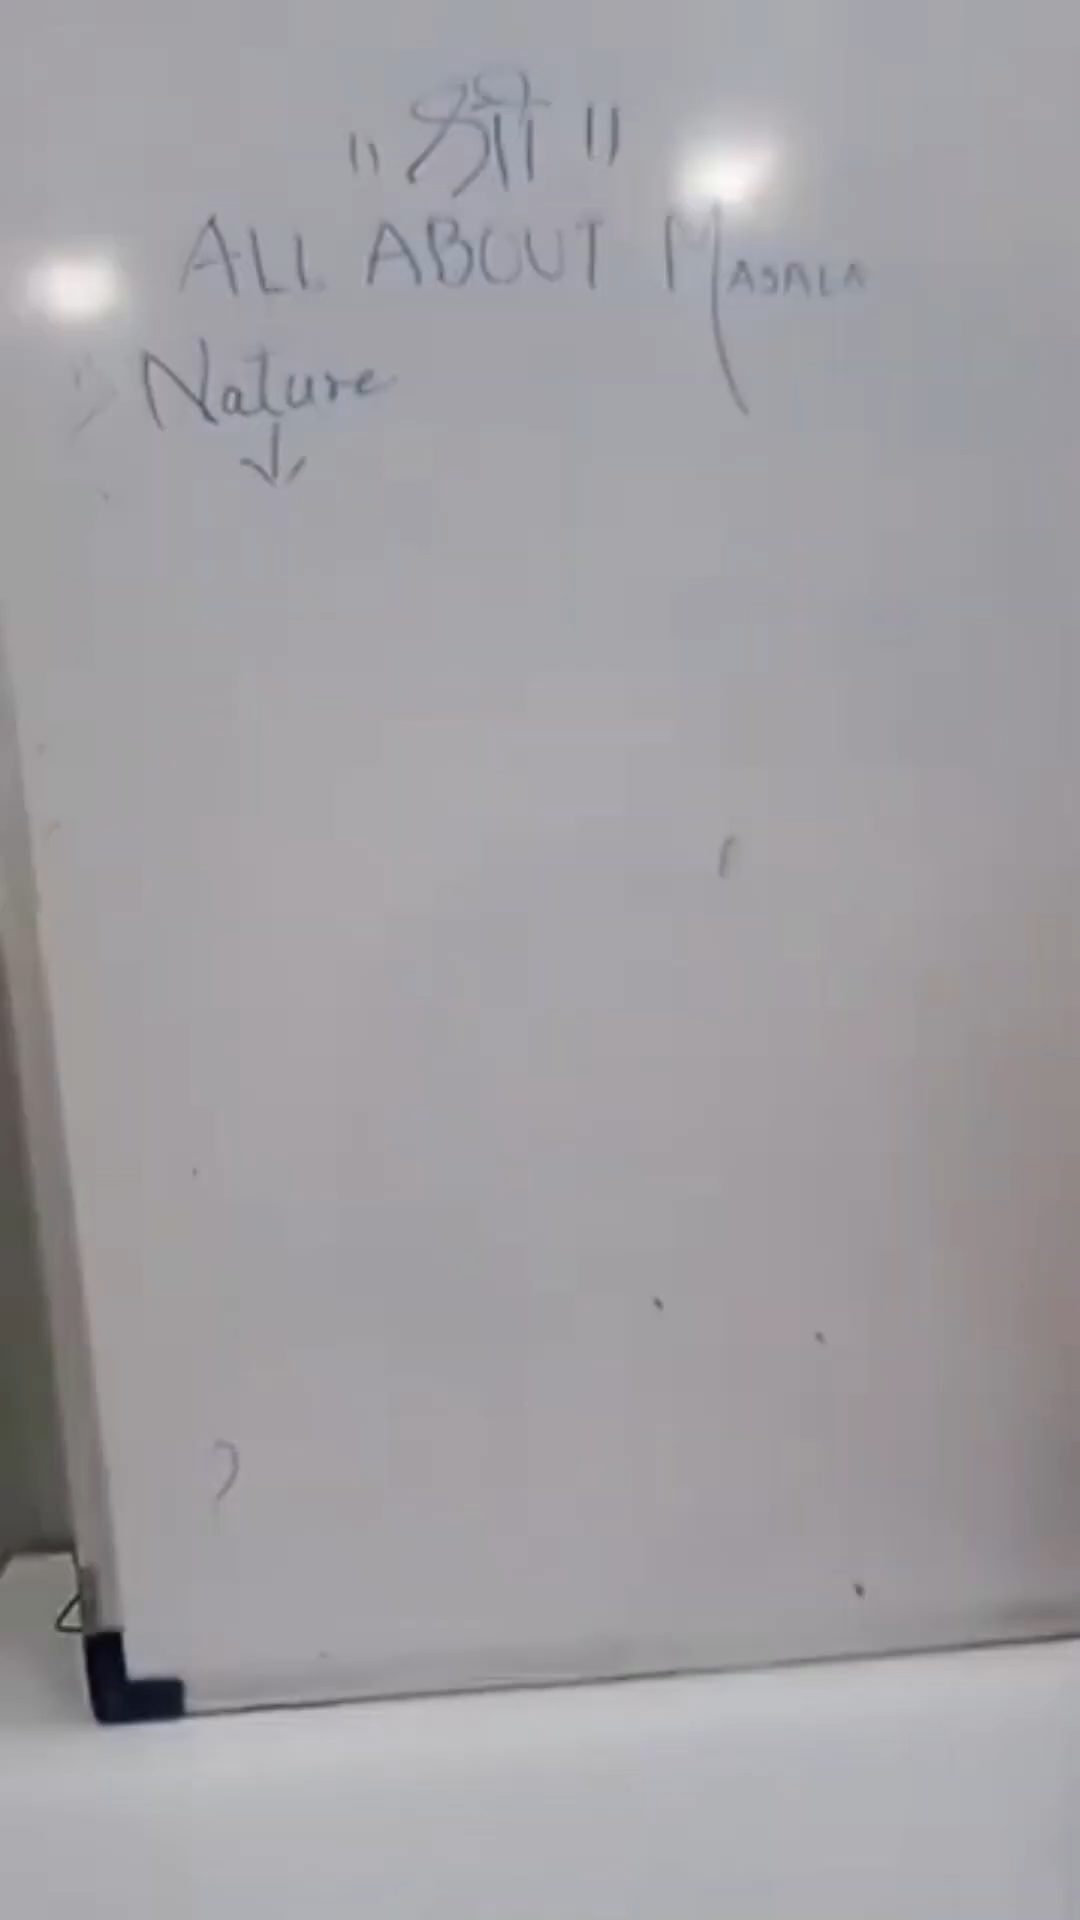 " श्री "
ALL ABOUT MASALA
Nature
↓